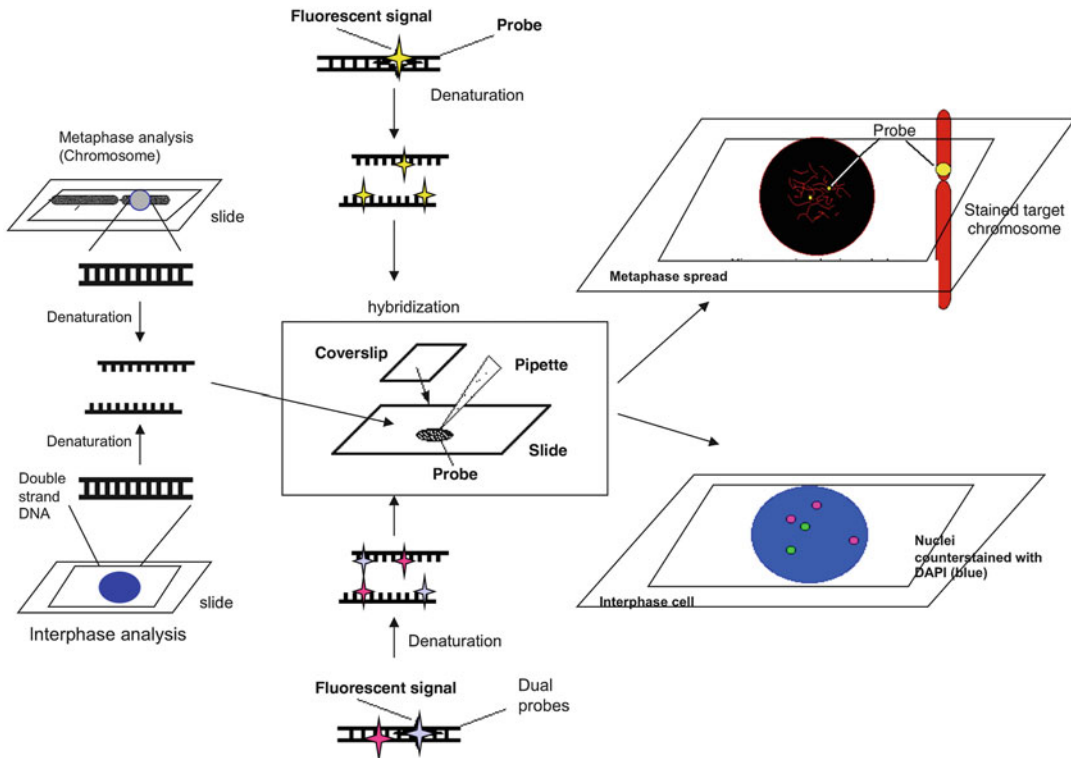 Fluorescent signal
Probe
Denaturation
Metaphase analysis
(Chromosome)
slide
Denaturation
Denaturation
Double
strand
DNA
slide
Interphase analysis
hybridization
Coverslip
Pipette
Slide
Probe
Denaturation
Fluorescent signal
Dual
probes
Probe
Stained target
chromosome
Metaphase spread
Nuclei
counterstained with
DAPI (blue)
Interphase cell